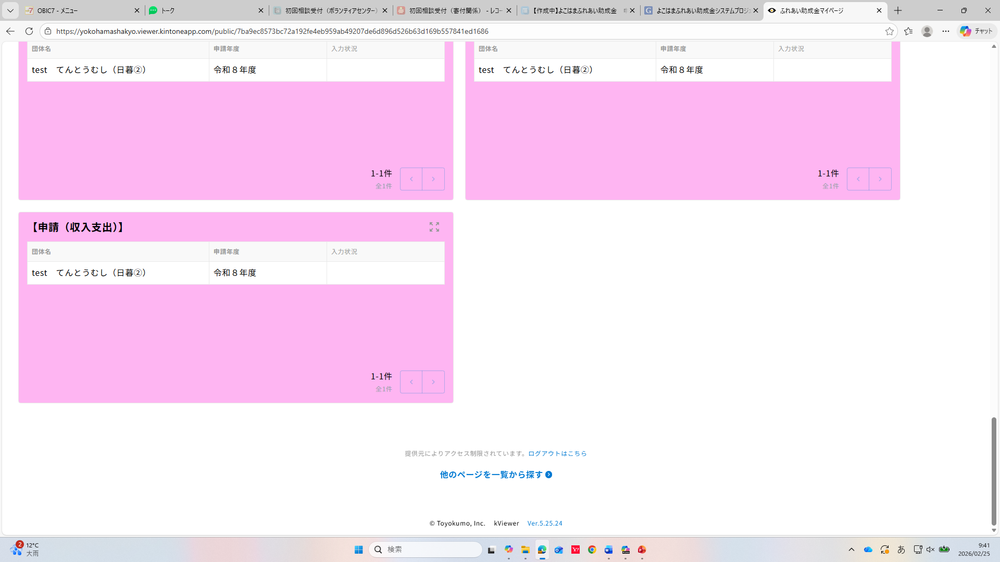 OBIC7 - メニュー
トーク
初回相談受付（ボランティアセンター）
初回相談受付（寄付関係） - レコー
【作成中】よこはまふれあい助成金
よこはまふれあい助成金システムプロジェ
ふれあい助成金マイページ
https://yokohamashakyo.viewer.kintoneapp.com/public/7ba9ec8573bc72a192fe4eb959ab49207de6d896d526b63d169b557841ed1686
チャット
団体名 申請年度 入力状況
test　てんとうむし（日暮②） 令和８年度
1-1件
全1件
団体名 申請年度 入力状況
test　てんとうむし（日暮②） 令和８年度
1-1件
全1件
【申請（収入支出）】
団体名 申請年度 入力状況
test　てんとうむし（日暮②） 令和８年度
1-1件
全1件
提供元によりアクセス制限されています。ログアウトはこちら
他のページを一覧から探す
© Toyokumo, Inc. kViewer Ver.5.25.24
2
12°C
大雨
検索
あ
9:41
2026/02/25